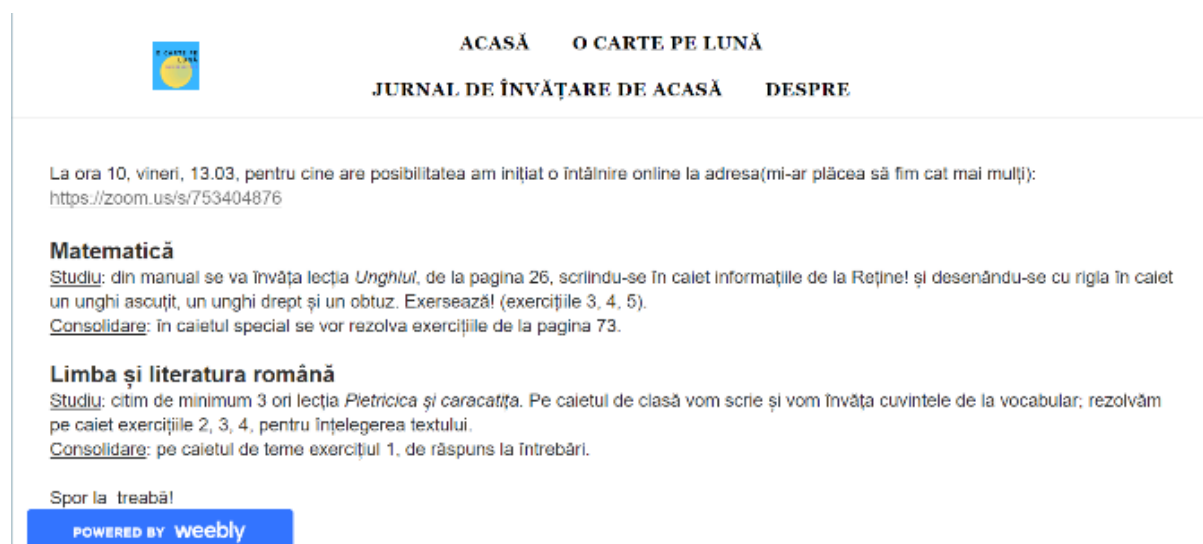 E CARTE PE
LUNĂ
ACASĂ O CARTE PE LUNĂ
JURNAL DE ÎNVĂȚARE DE ACASĂ DESPRE
La ora 10, vineri, 13.03, pentru cine are posibilitatea am inițiat o întâlnire online la adresa(mi-ar plăcea să fim cat mai mulți):
https://zoom.us/s/753404876
Matematică
Studiu: din manual se va învăța lecția Unghiul, de la pagina 26, scriindu-se în caiet informațiile de la Reține! și desenându-se cu rigla în caiet
un unghi ascuțit, un unghi drept și un obtuz. Exersează! (exercițiile 3, 4, 5).
Consolidare: în caietul special se vor rezolva exercițiile de la pagina 73.
Limba și literatura română
Studiu: citim de minimum 3 ori lecția Pietricica și caracatița. Pe caietul de clasă vom scrie și vom învăța cuvintele de la vocabular; rezolvăm
pe caiet exercițiile 2, 3, 4, pentru înțelegerea textului.
Consolidare: pe caietul de teme exercițiul 1, de răspuns la întrebări.
Spor la treabă!
POWERED BY weebly